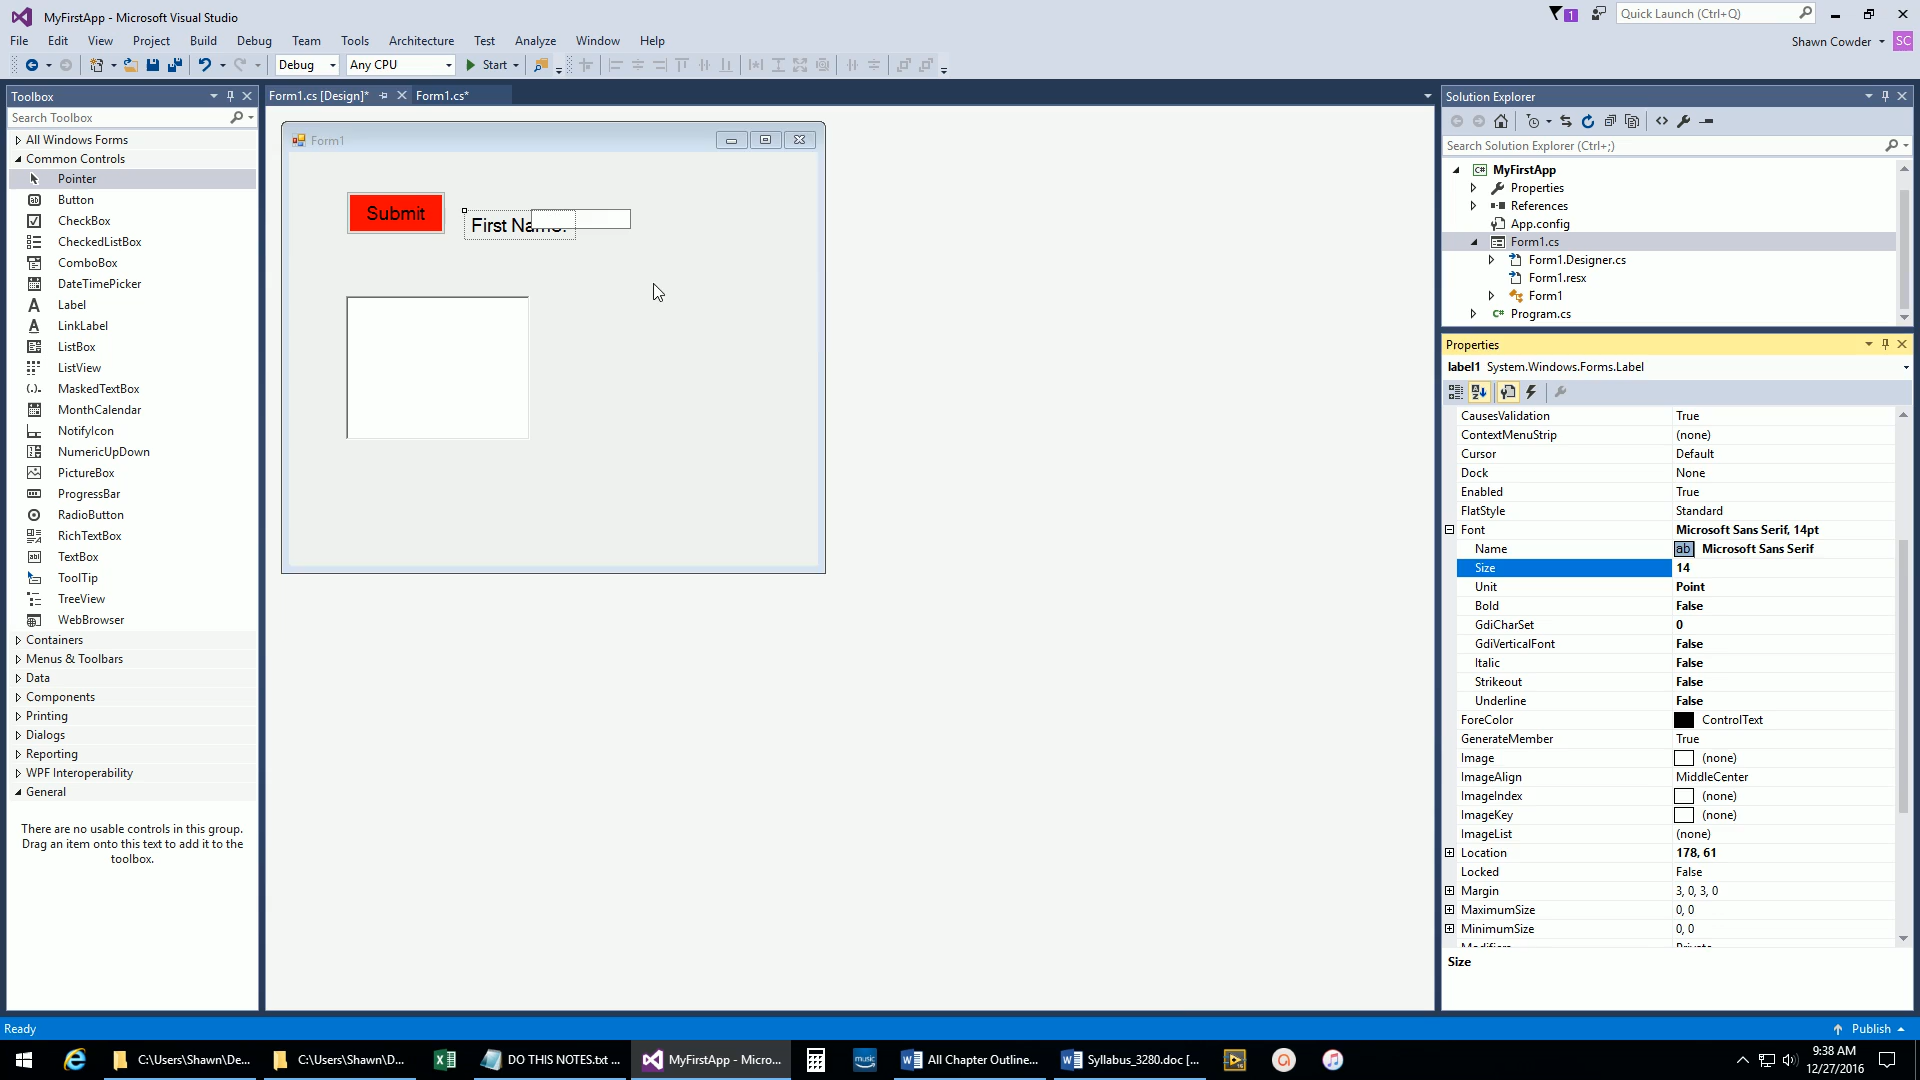 MyFirstApp - Microsoft Visual Studio
1
Quick Launch (Ctrl+Q)
File Edit View Project Build Debug Team Tools Architecture Test Analyze Window Help
Shawn Cowder SC
Debug Any CPU Start
Toolbox
Search Toolbox
All Windows Forms
Common Controls
Pointer
Button
CheckBox
CheckedListBox
ComboBox
DateTimePicker
Label
LinkLabel
ListBox
ListView
MaskedTextBox
MonthCalendar
NotifyIcon
NumericUpDown
PictureBox
ProgressBar
RadioButton
RichTextBox
TextBox
ToolTip
TreeView
WebBrowser
Containers
Menus & Toolbars
Data
Components
Printing
Dialogs
Reporting
WPF Interoperability
General
There are no usable controls in this group.
Drag an item onto this text to add it to the
toolbox.
Form1.cs [Design]* Form1.cs*
Form1
Submit
First Name:
Solution Explorer
Search Solution Explorer (Ctrl+;)
MyFirstApp
Properties
References
App.config
Form1.cs
Form1.Designer.cs
Form1.resx
Form1
Program.cs
Properties
label1 System.Windows.Forms.Label
CausesValidation True
ContextMenuStrip (none)
Cursor Default
Dock None
Enabled True
FlatStyle Standard
Font Microsoft Sans Serif, 14pt
Name ab Microsoft Sans Serif
Size 14
Unit Point
Bold False
GdiCharSet 0
GdiVerticalFont False
Italic False
Strikeout False
Underline False
ForeColor ControlText
GenerateMember True
Image (none)
ImageAlign MiddleCenter
ImageIndex (none)
ImageKey (none)
ImageList (none)
Location 178, 61
Locked False
Margin 3, 0, 3, 0
MaximumSize 0, 0
MinimumSize 0, 0
Modifiers Private
Size
Ready
Publish
C:\Users\Shawn\De... C:\Users\Shawn\D... DO THIS NOTES.txt ... MyFirstApp - Micro... music All Chapter Outline... Syllabus_3280.doc [...
9:38 AM
12/27/2016